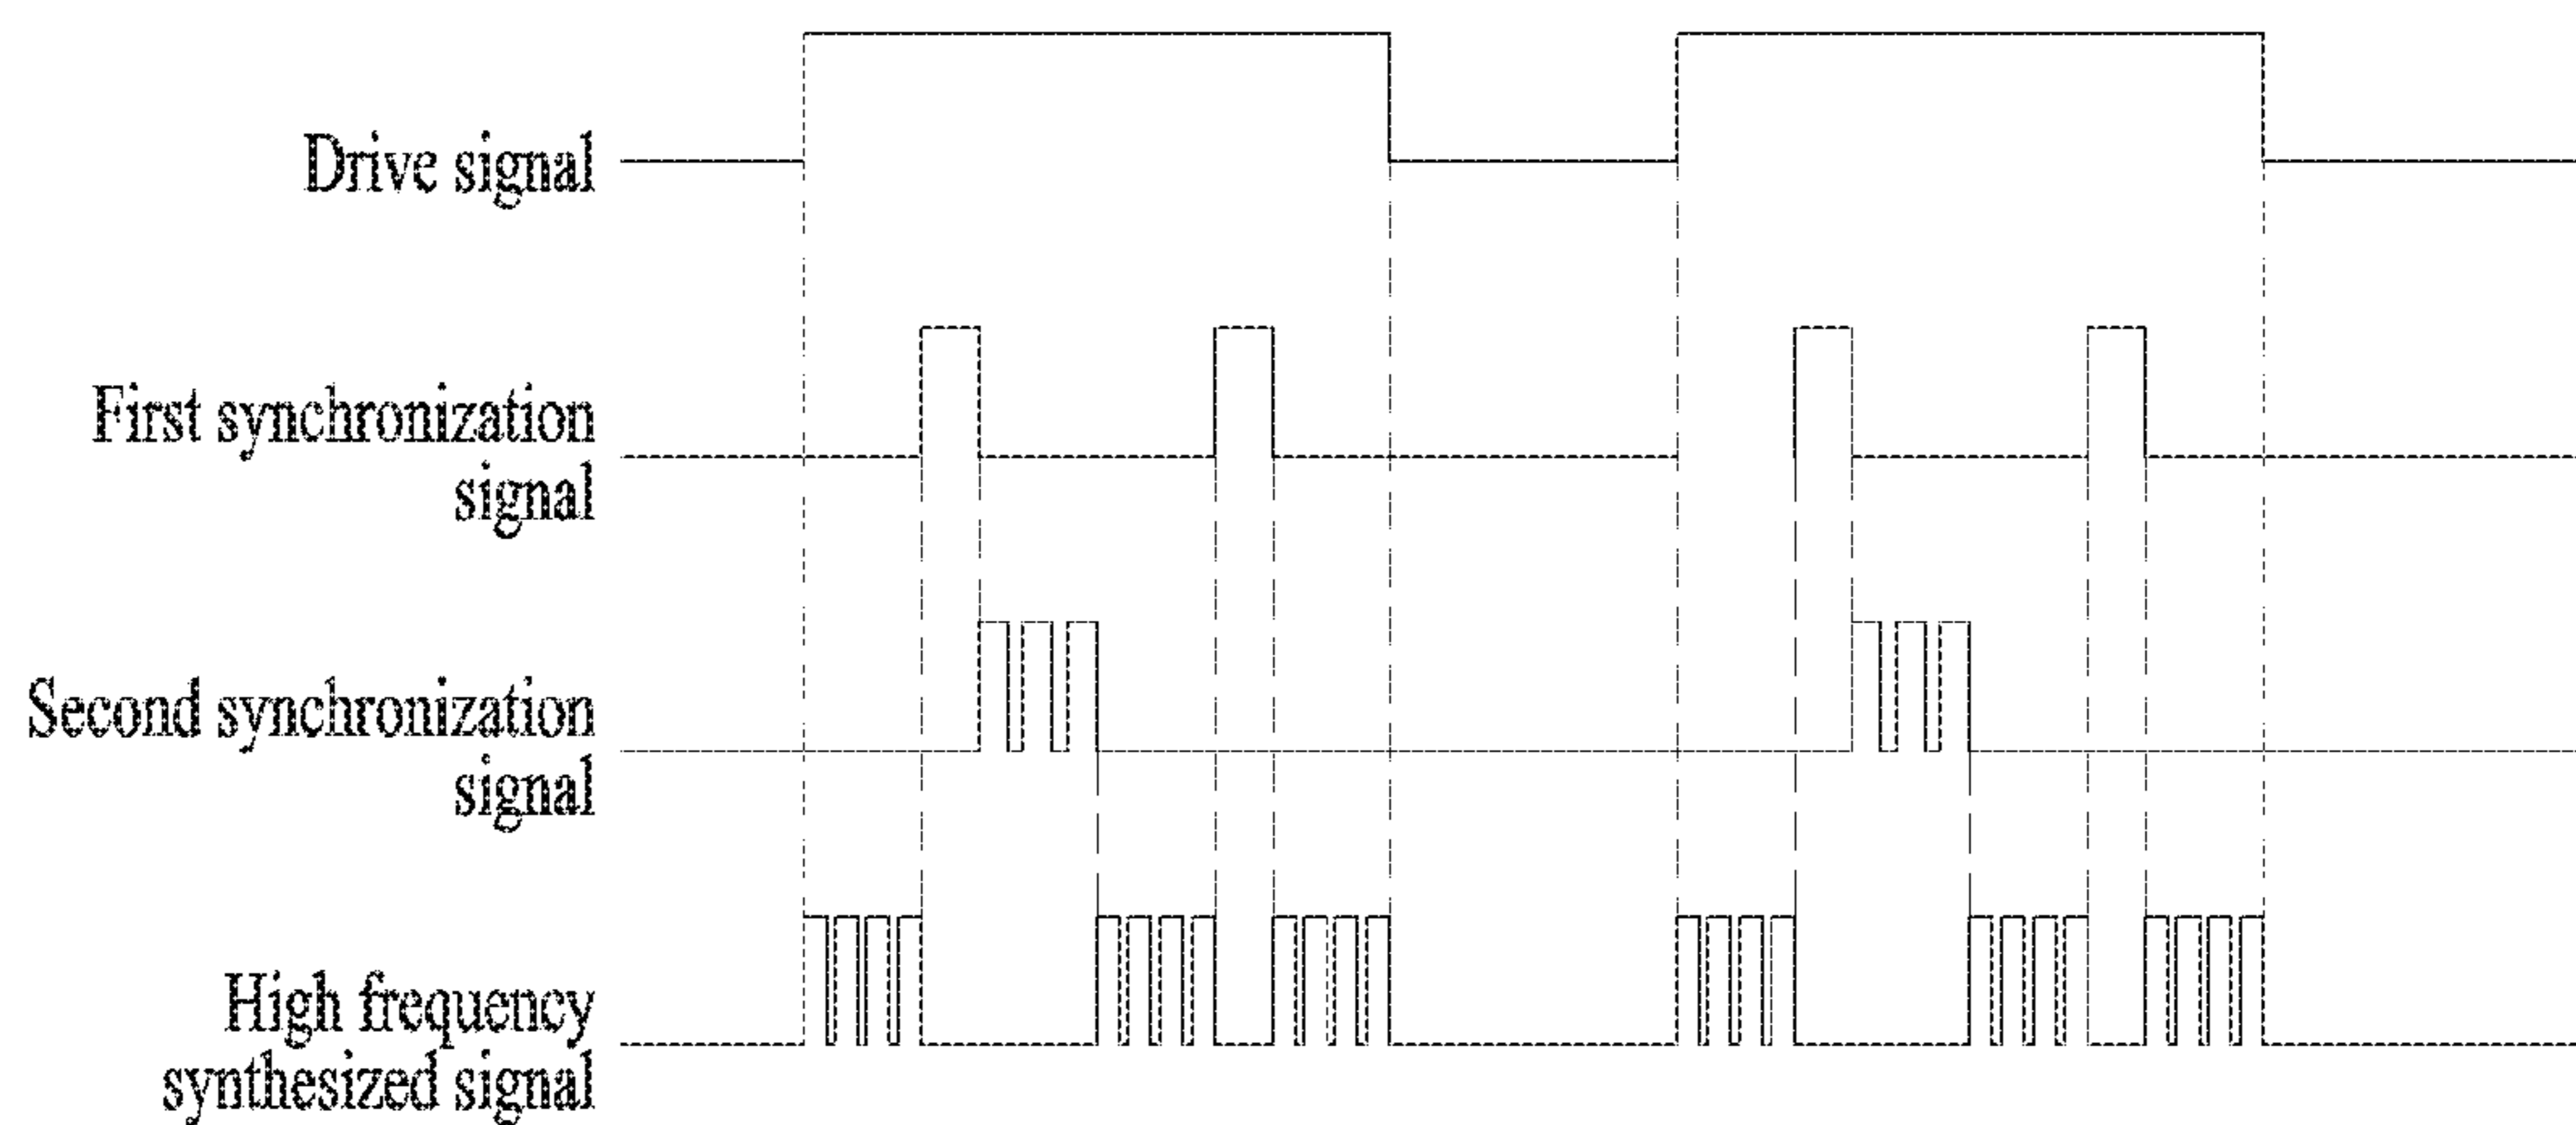 Drive signal
First synchronization
signal
Second synchronization
signal
High frequency
synthesized signal